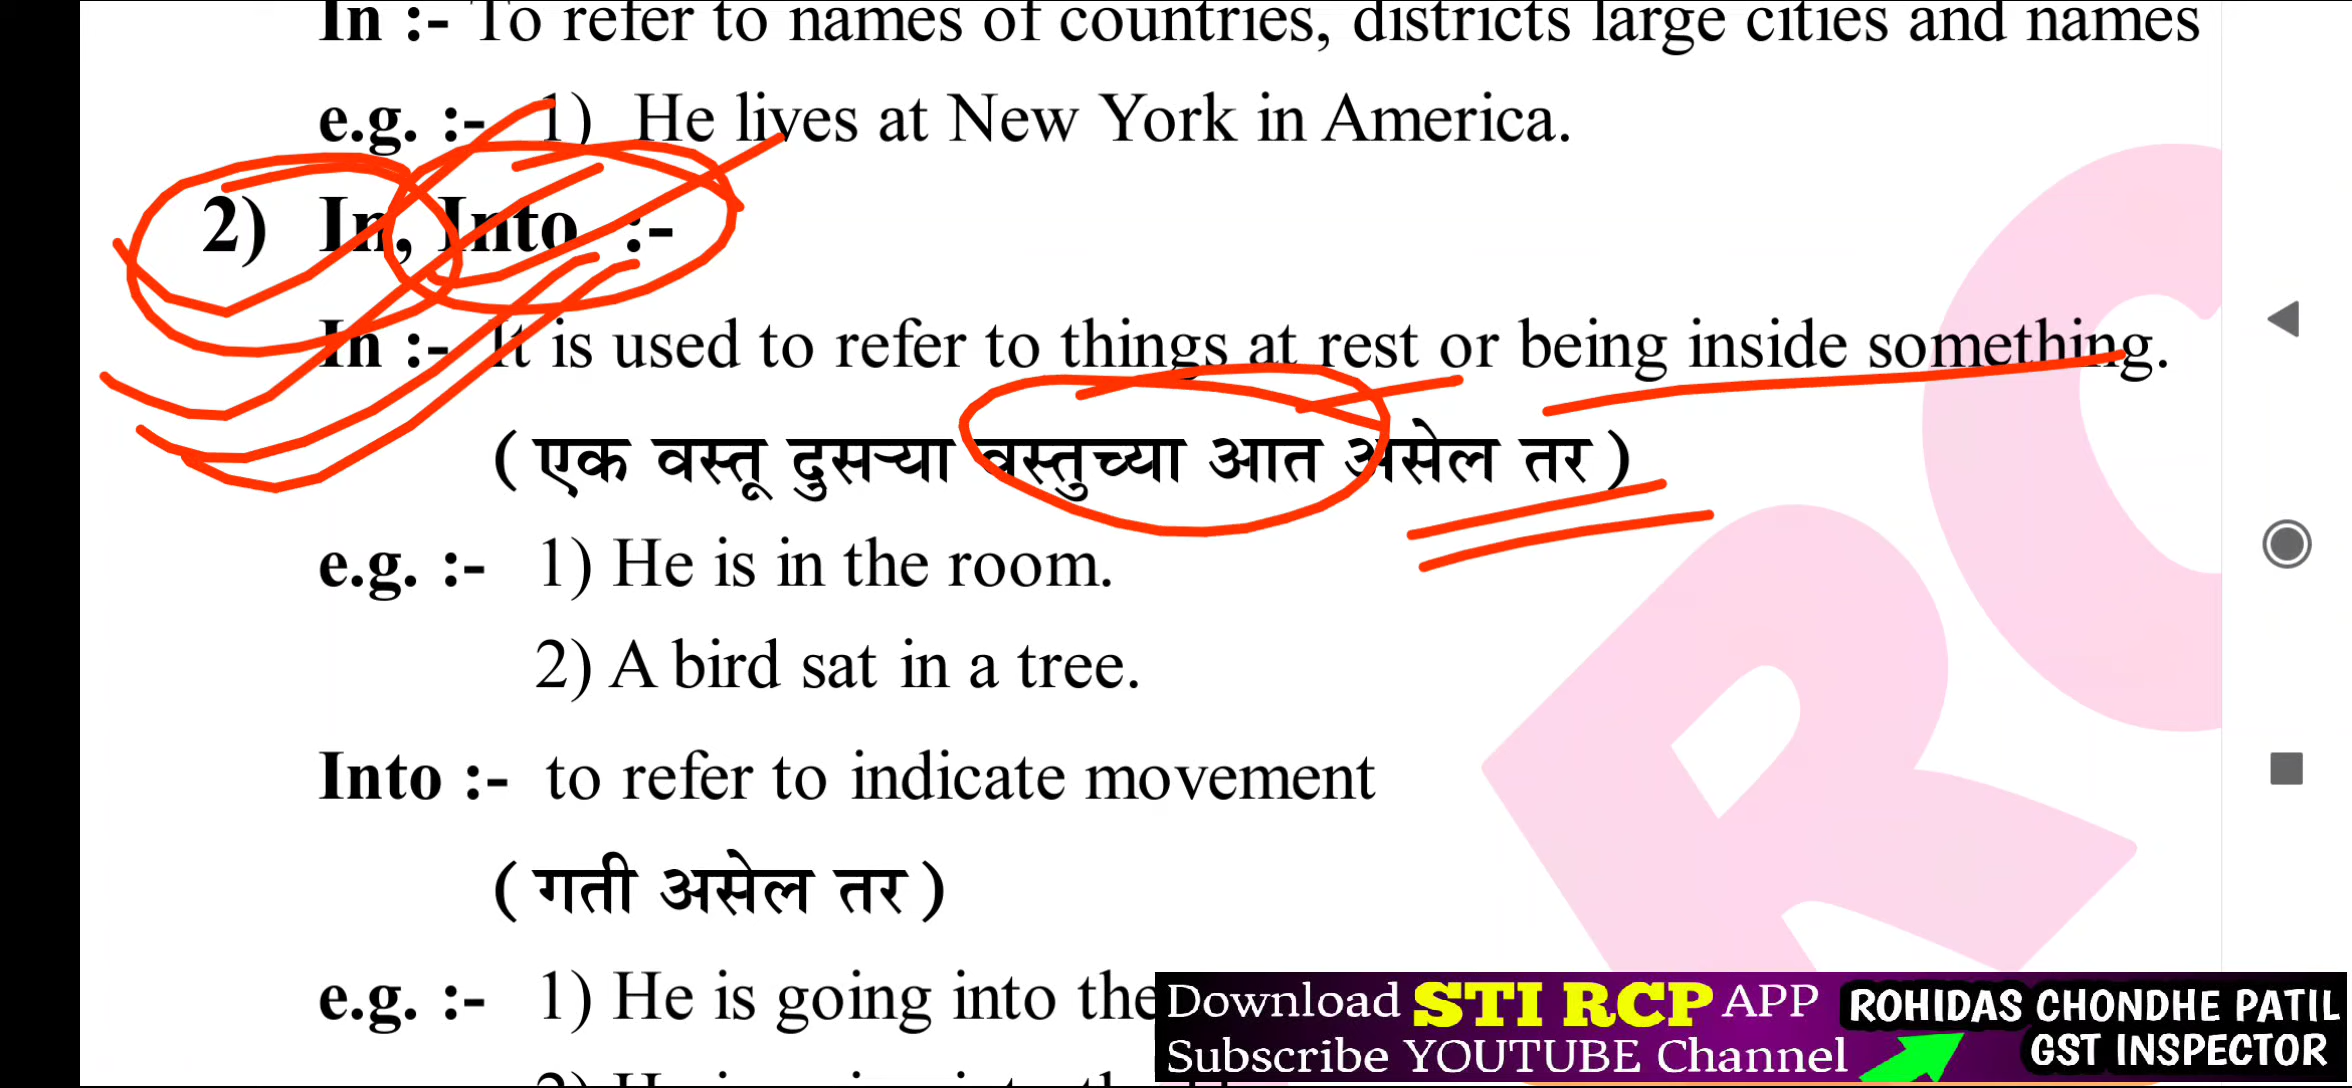 In :- To refer to names of countries, districts large cities and names
e.g. :- 1) He lives at New York in America.
2) In, Into :-
In :- It is used to refer to things at rest or being inside something.
( एक वस्तू दुसऱ्या वस्तुच्या आत असेल तर )
e.g. :- 1) He is in the room.
2) A bird sat in a tree.
Into :- to refer to indicate movement
( गती असेल तर )
e.g. :- 1) He is going into the
Download STI RCP APP
Subscribe YOUTUBE Channel
ROHIDAS CHONDHE PATIL
GST INSPECTOR
RC